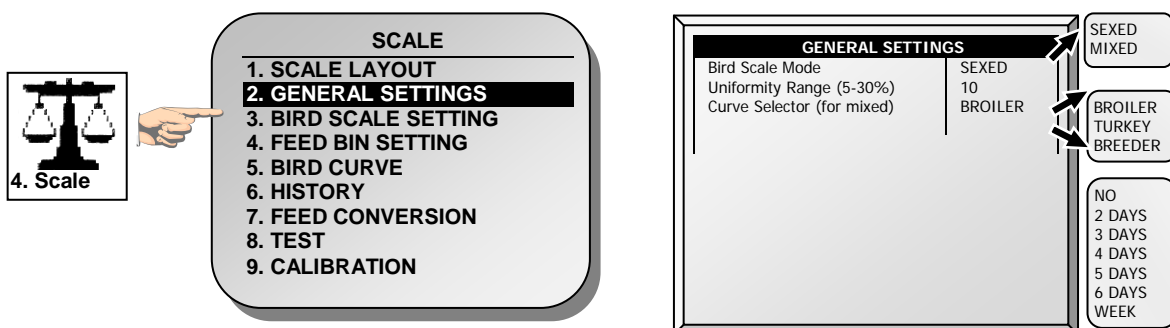 4. Scale
SCALE
1. SCALE LAYOUT
2. GENERAL SETTINGS
3. BIRD SCALE SETTING
4. FEED BIN SETTING
5. BIRD CURVE
6. HISTORY
7. FEED CONVERSION
8. TEST
9. CALIBRATION
GENERAL SETTINGS
Bird Scale Mode SEXED
Uniformity Range (5-30%) 10
Curve Selector (for mixed) BROILER
SEXED
MIXED
BROILER
TURKEY
BREEDER
NO
2 DAYS
3 DAYS
4 DAYS
5 DAYS
6 DAYS
WEEK